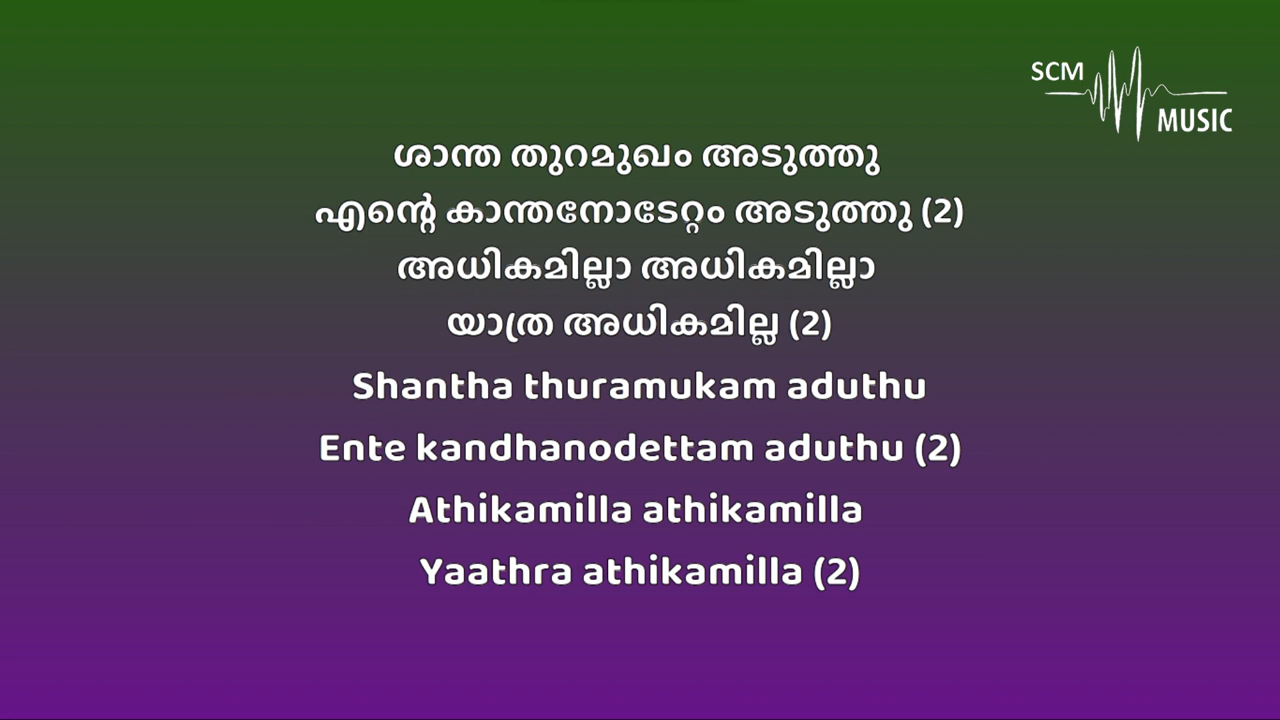 SCM
MUSIC
ശാന്ത തുറമുഖം അടുത്തു
എന്റെ കാന്തനോടേറ്റം അടുത്തു (2)
അധികമില്ലാ അധികമില്ലാ
യാത്ര അധികമില്ല (2)
Shantha thuramukam aduthu
Ente kandhanodettam aduthu (2)
Athikamilla athikamilla
Yaathra athikamilla (2)